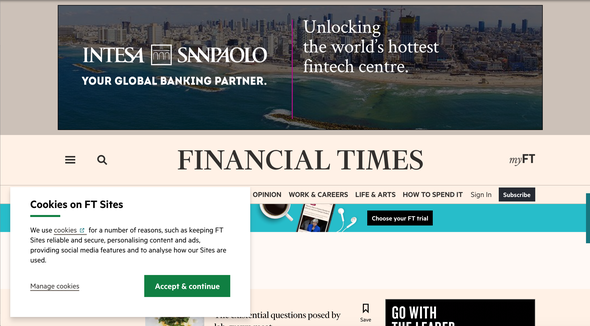 INTESA SANPAOLO
YOUR GLOBAL BANKING PARTNER.
Unlocking
the world's hottest
fintech centre.
FINANCIAL TIMES
myFT
OPINION WORK & CAREERS LIFE & ARTS HOW TO SPEND IT Sign In Subscribe
Choose your FT trial
Cookies on FT Sites
We use cookies for a number of reasons, such as keeping FT
Sites reliable and secure, personalising content and ads,
providing social media features and to analyse how our Sites are
used.
Manage cookies
Accept & continue
questions posed by
Save
GO WITH
THE LEADER